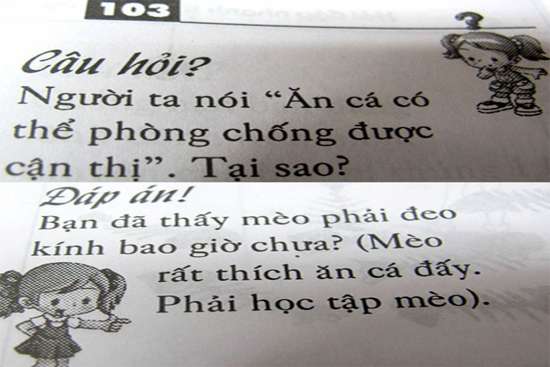 103
Câu hỏi?
Người ta nói “Ăn cá có
thể phòng chống được
cận thị”. Tại sao?
Đáp án!
Bạn đã thấy mèo phải đeo
kính bao giờ chưa? (Mèo
rất thích ăn cá đấy.
Phải học tập mèo).